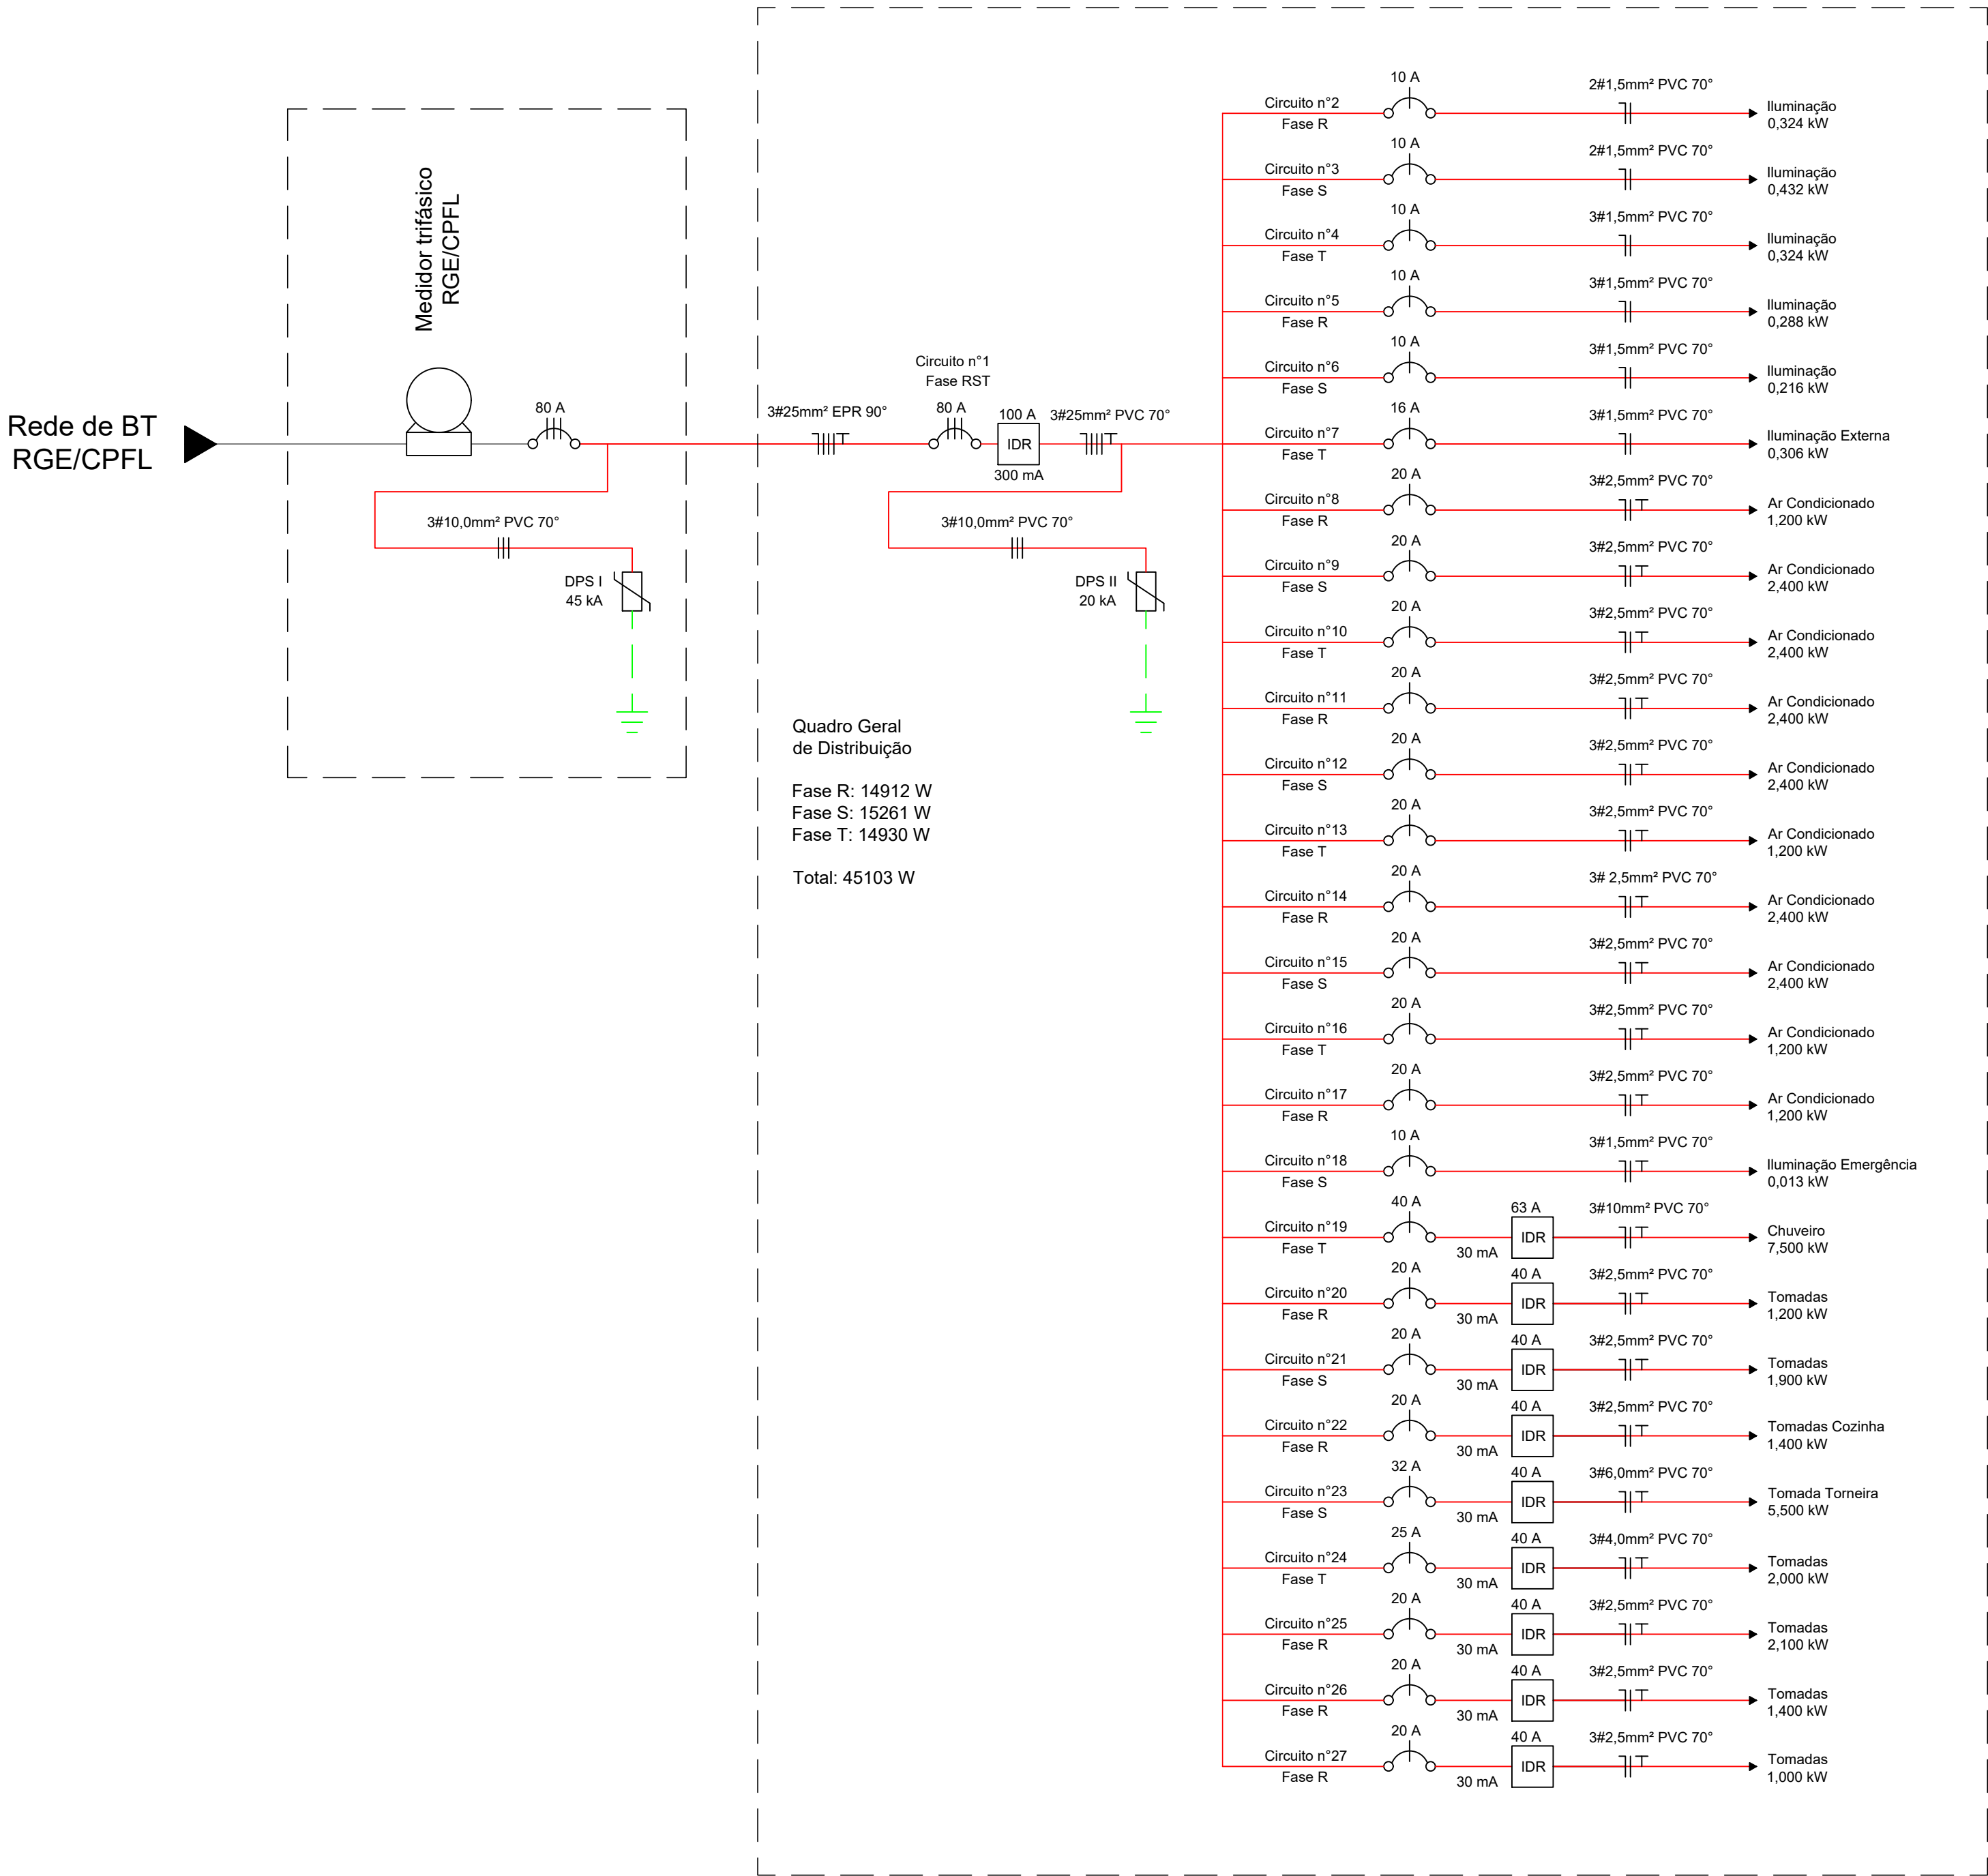 Rede de BT
RGE/CPFL
Medidor trifásico
RGE/CPFL
80 A
3#10,0mm² PVC 70°
DPS I
45 kA
3#25mm² EPR 90°
Circuito n°1
Fase RST
80 A
100 A
IDR
300 mA
3#25mm² PVC 70°
3#10,0mm² PVC 70°
DPS II
20 kA
Quadro Geral
de Distribuição
Fase R: 14912 W
Fase S: 15261 W
Fase T: 14930 W
Total: 45103 W
10 A
2#1,5mm² PVC 70°
Circuito n°2
Fase R
Iluminação
0,324 kW
10 A
2#1,5mm² PVC 70°
Circuito n°3
Fase S
Iluminação
0,432 kW
10 A
3#1,5mm² PVC 70°
Circuito n°4
Fase T
Iluminação
0,324 kW
10 A
3#1,5mm² PVC 70°
Circuito n°5
Fase R
Iluminação
0,288 kW
10 A
3#1,5mm² PVC 70°
Circuito n°6
Fase S
Iluminação
0,216 kW
16 A
3#1,5mm² PVC 70°
Circuito n°7
Fase T
Iluminação Externa
0,306 kW
20 A
3#2,5mm² PVC 70°
Circuito n°8
Fase R
Ar Condicionado
1,200 kW
20 A
3#2,5mm² PVC 70°
Circuito n°9
Fase S
Ar Condicionado
2,400 kW
20 A
3#2,5mm² PVC 70°
Circuito n°10
Fase T
Ar Condicionado
2,400 kW
20 A
3#2,5mm² PVC 70°
Circuito n°11
Fase R
Ar Condicionado
2,400 kW
20 A
3#2,5mm² PVC 70°
Circuito n°12
Fase S
Ar Condicionado
2,400 kW
20 A
3#2,5mm² PVC 70°
Circuito n°13
Fase T
Ar Condicionado
1,200 kW
20 A
3# 2,5mm² PVC 70°
Circuito n°14
Fase R
Ar Condicionado
2,400 kW
20 A
3#2,5mm² PVC 70°
Circuito n°15
Fase S
Ar Condicionado
2,400 kW
20 A
3#2,5mm² PVC 70°
Circuito n°16
Fase T
Ar Condicionado
1,200 kW
20 A
3#2,5mm² PVC 70°
Circuito n°17
Fase R
Ar Condicionado
1,200 kW
10 A
3#1,5mm² PVC 70°
Circuito n°18
Fase S
Iluminação Emergência
0,013 kW
40 A
63 A
3#10mm² PVC 70°
Circuito n°19
Fase T
30 mA
IDR
Chuveiro
7,500 kW
20 A
40 A
3#2,5mm² PVC 70°
Circuito n°20
Fase R
30 mA
IDR
Tomadas
1,200 kW
20 A
40 A
3#2,5mm² PVC 70°
Circuito n°21
Fase S
30 mA
IDR
Tomadas
1,900 kW
20 A
40 A
3#2,5mm² PVC 70°
Circuito n°22
Fase R
30 mA
IDR
Tomadas Cozinha
1,400 kW
32 A
40 A
3#6,0mm² PVC 70°
Circuito n°23
Fase S
30 mA
IDR
Tomada Torneira
5,500 kW
25 A
40 A
3#4,0mm² PVC 70°
Circuito n°24
Fase T
30 mA
IDR
Tomadas
2,000 kW
20 A
40 A
3#2,5mm² PVC 70°
Circuito n°25
Fase R
30 mA
IDR
Tomadas
2,100 kW
20 A
40 A
3#2,5mm² PVC 70°
Circuito n°26
Fase R
30 mA
IDR
Tomadas
1,400 kW
20 A
40 A
3#2,5mm² PVC 70°
Circuito n°27
Fase R
30 mA
IDR
Tomadas
1,000 kW